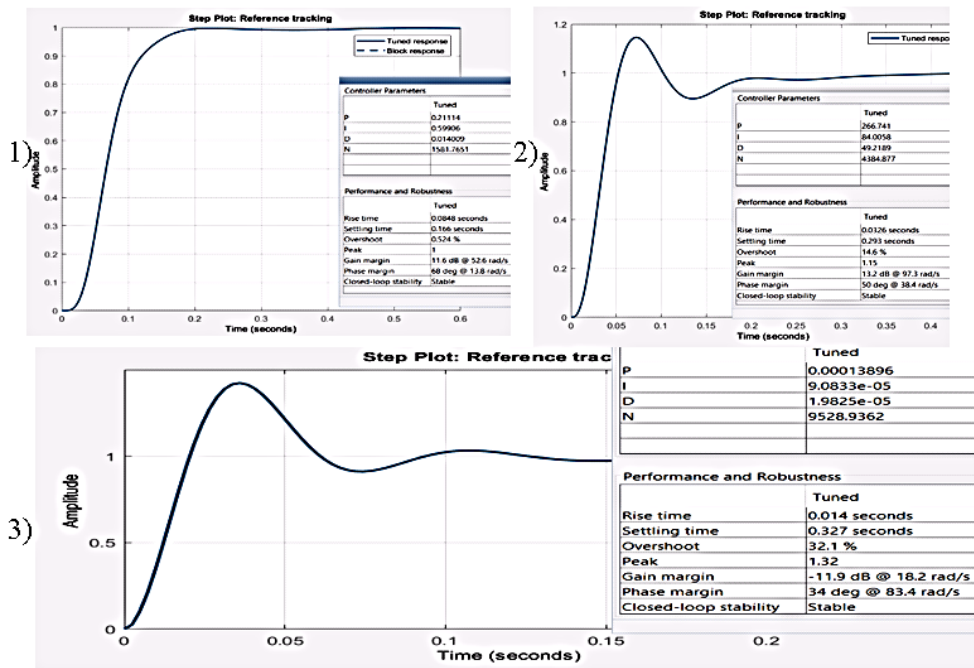 1)
Step Plot: Reference tracking
Tuned response
Block response
1
0.9
0.8
0.7
0.6
0.5
0.4
0.3
0.2
0.1
0
Amplitude
0 0.1 0.2 0.3 0.4 0.5 0.6
Time (seconds)
Controller Parameters
Tuned
P 0.21114
I 0.59906
D 0.014009
N 1581.7651
Performance and Robustness
Tuned
Rise time 0.0848 seconds
Settling time 0.166 seconds
Overshoot 0.524 %
Peak 1
Gain margin 11.6 dB @ 52.6 rad/s
Phase margin 68 deg @ 13.8 rad/s
Closed-loop stability Stable
2)
Step Plot: Reference tracking
Tuned respo
1.2
1
0.8
0.6
0.4
0.2
0
Amplitude
0 0.05 0.1 0.15 0.2 0.25 0.3 0.35 0.4
Time (seconds)
Controller Parameters
Tuned
P 266.741
I 84.0058
D 49.2189
N 4384.877
Performance and Robustness
Tuned
Rise time 0.0326 seconds
Settling time 0.293 seconds
Overshoot 14.6 %
Peak 1.15
Gain margin 13.2 dB @ 97.3 rad/s
Phase margin 50 deg @ 38.4 rad/s
Closed-loop stability Stable
3)
Step Plot: Reference trac
1
0.5
0
Amplitude
0 0.05 0.1 0.15 0.2
Time (seconds)
Tuned
P 0.00013896
I 9.0833e-05
D 1.9825e-05
N 9528.9362
Performance and Robustness
Tuned
Rise time 0.014 seconds
Settling time 0.327 seconds
Overshoot 32.1 %
Peak 1.32
Gain margin -11.9 dB @ 18.2 rad/s
Phase margin 34 deg @ 83.4 rad/s
Closed-loop stability Stable